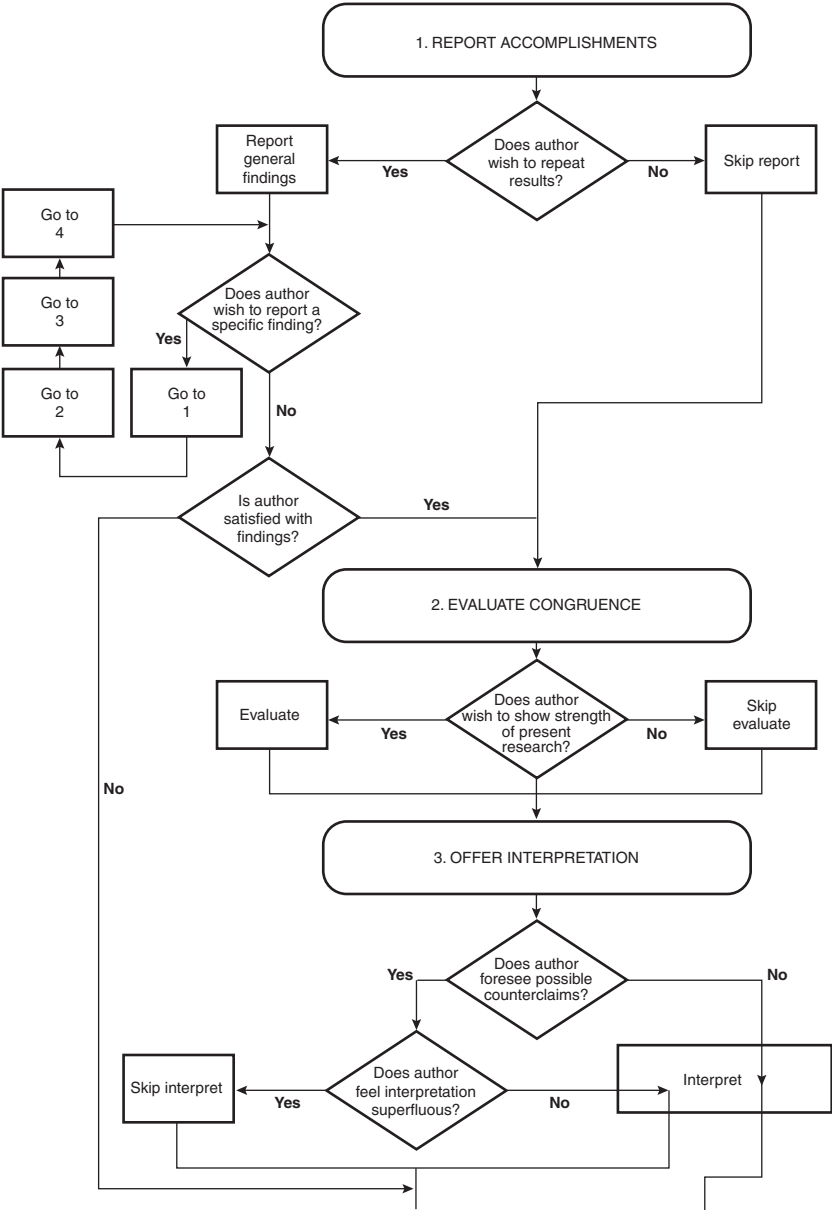 1. REPORT ACCOMPLISHMENTS
Report
general
findings
Yes
Does author
wish to repeat
results?
No
Skip report
Go to
4
Go to
3
Go to
2
Does author
wish to report a
specific finding?
Yes
Go to
1
No
Is author
satisfied with
findings?
Yes
2. EVALUATE CONGRUENCE
Evaluate
Yes
Does author
wish to show strength
of present
research?
No
Skip
evaluate
No
3. OFFER INTERPRETATION
Yes
Does author
foresee possible
counterclaims?
No
Skip interpret
Yes
Does author
feel interpretation
superfluous?
No
Interpret